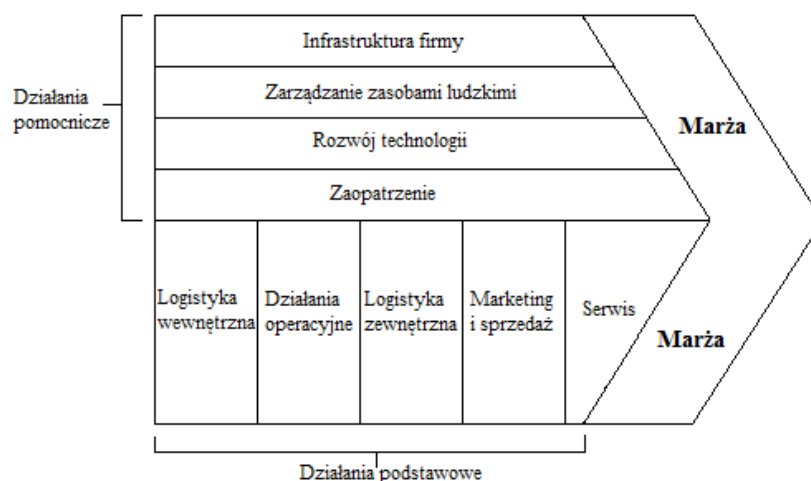 Infrastruktura firmy
Zarządzanie zasobami ludzkimi
Rozwój technologii
Zaopatrzenie
Działania
pomocnicze
Marża
Logistyka
wewnętrzna
Działania
operacyjne
Logistyka
zewnętrzna
Marketing
i sprzedaż
Serwis
Marża
Działania podstawowe